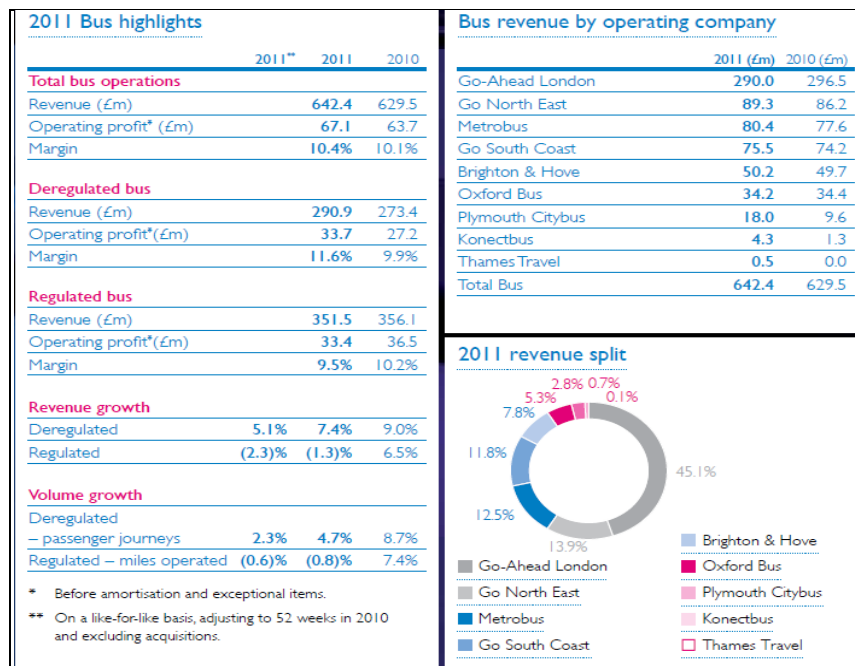 2011 Bus highlights
2011** 2011 2010
Total bus operations
Revenue (£m) 642.4 629.5
Operating profit* (£m) 67.1 63.7
Margin 10.4% 10.1%
Deregulated bus
Revenue (£m) 290.9 273.4
Operating profit*(£m) 33.7 27.2
Margin 11.6% 9.9%
Regulated bus
Revenue (£m) 351.5 356.1
Operating profit*(£m) 33.4 36.5
Margin 9.5% 10.2%
Revenue growth
Deregulated 5.1% 7.4% 9.0%
Regulated (2.3)% (1.3)% 6.5%
Volume growth
Deregulated
– passenger journeys 2.3% 4.7% 8.7%
Regulated – miles operated (0.6)% (0.8)% 7.4%
* Before amortisation and exceptional items.
** On a like-for-like basis, adjusting to 52 weeks in 2010
and excluding acquisitions.
Bus revenue by operating company
2011 (£m) 2010 (£m)
Go-Ahead London 290.0 296.5
Go North East 89.3 86.2
Metrobus 80.4 77.6
Go South Coast 75.5 74.2
Brighton & Hove 50.2 49.7
Oxford Bus 34.2 34.4
Plymouth Citybus 18.0 9.6
Konectbus 4.3 1.3
Thames Travel 0.5 0.0
Total Bus 642.4 629.5
2011 revenue split
2.8% 0.7%
5.3% 0.1%
7.8%
11.8%
45.1%
12.5%
13.9%
Brighton & Hove
Go-Ahead London Oxford Bus
Go North East Plymouth Citybus
Metrobus Konectbus
Go South Coast Thames Travel